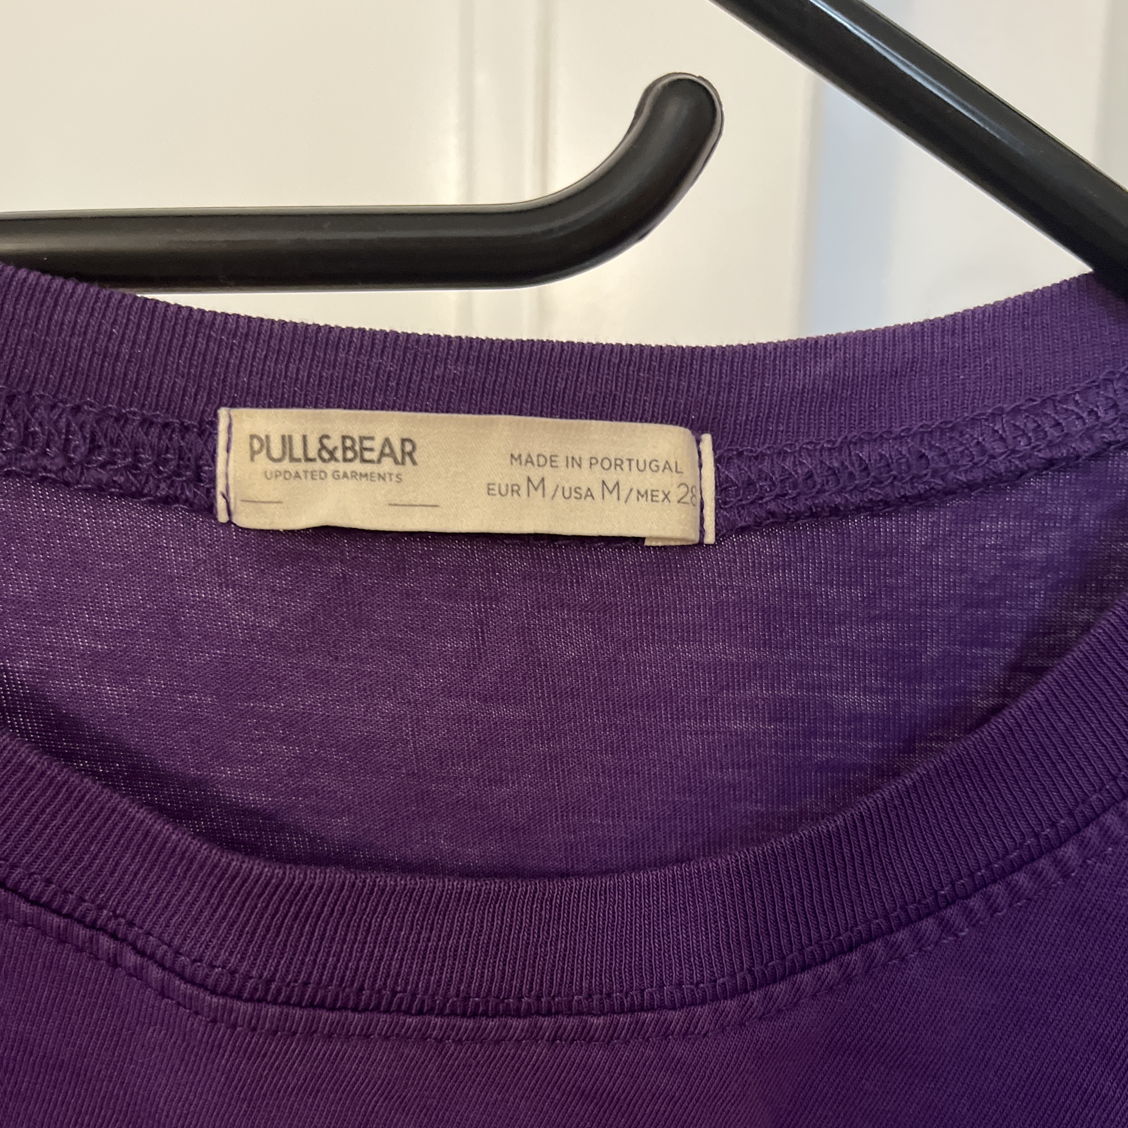 PULL&BEAR
UPDATED GARMENTS
MADE IN PORTUGAL
EUR M/USA M/MEX 28